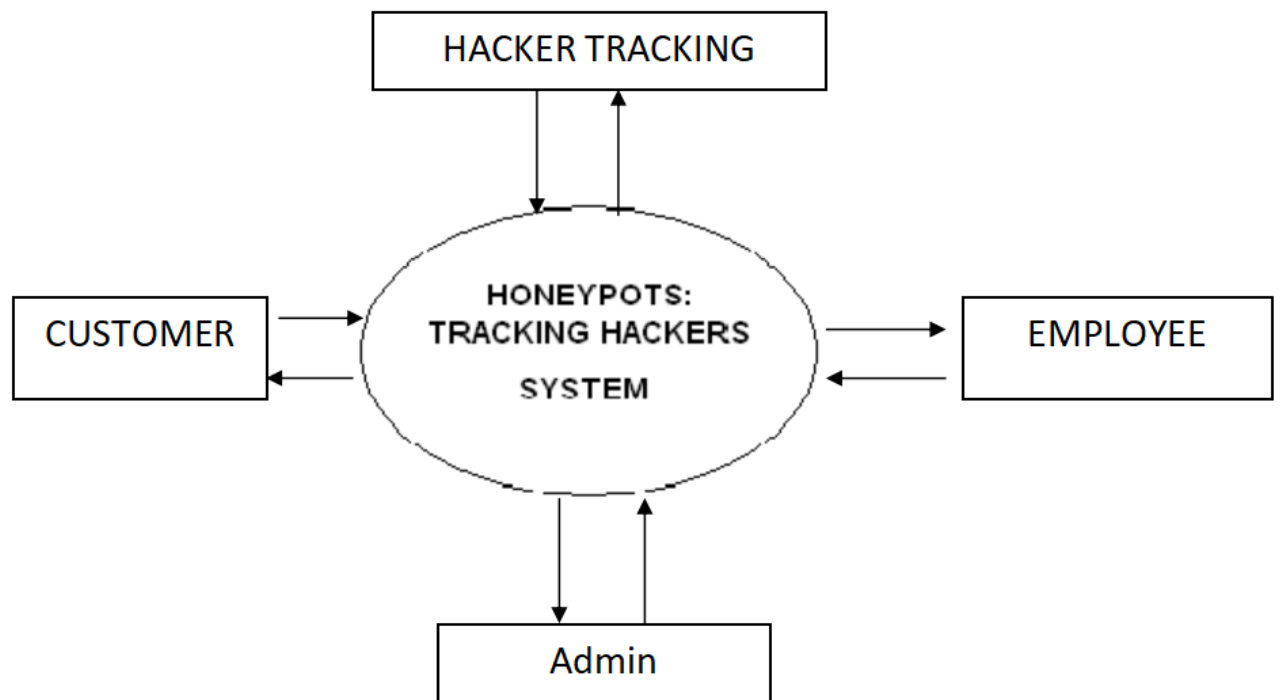 HACKER TRACKING
HONEYPOTS:
TRACKING HACKERS
SYSTEM
CUSTOMER
EMPLOYEE
Admin